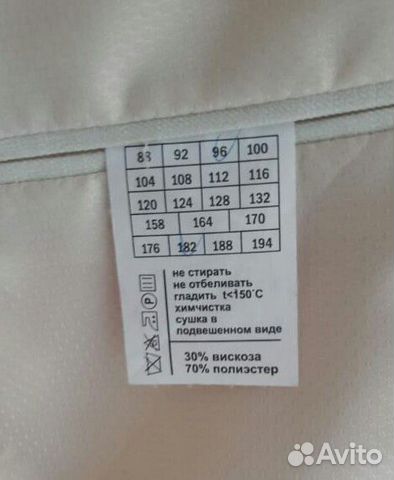 88 92 96 100
104 108 112 116
120 124 128 132
158 164 170
176 182 188 194
не стирать
не отбеливать
гладить t<150°С
химчистка
сушка в
подвешенном виде
P
30% вискоза
70% полиэстер
Avito